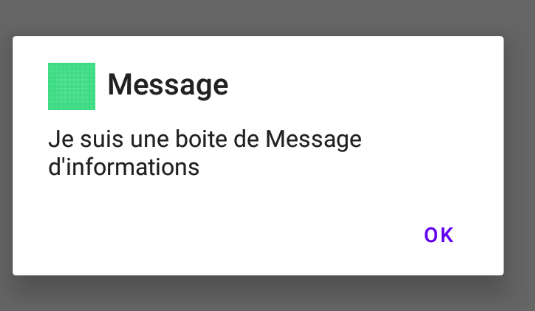 Message
Je suis une boite de Message
d'informations
OK